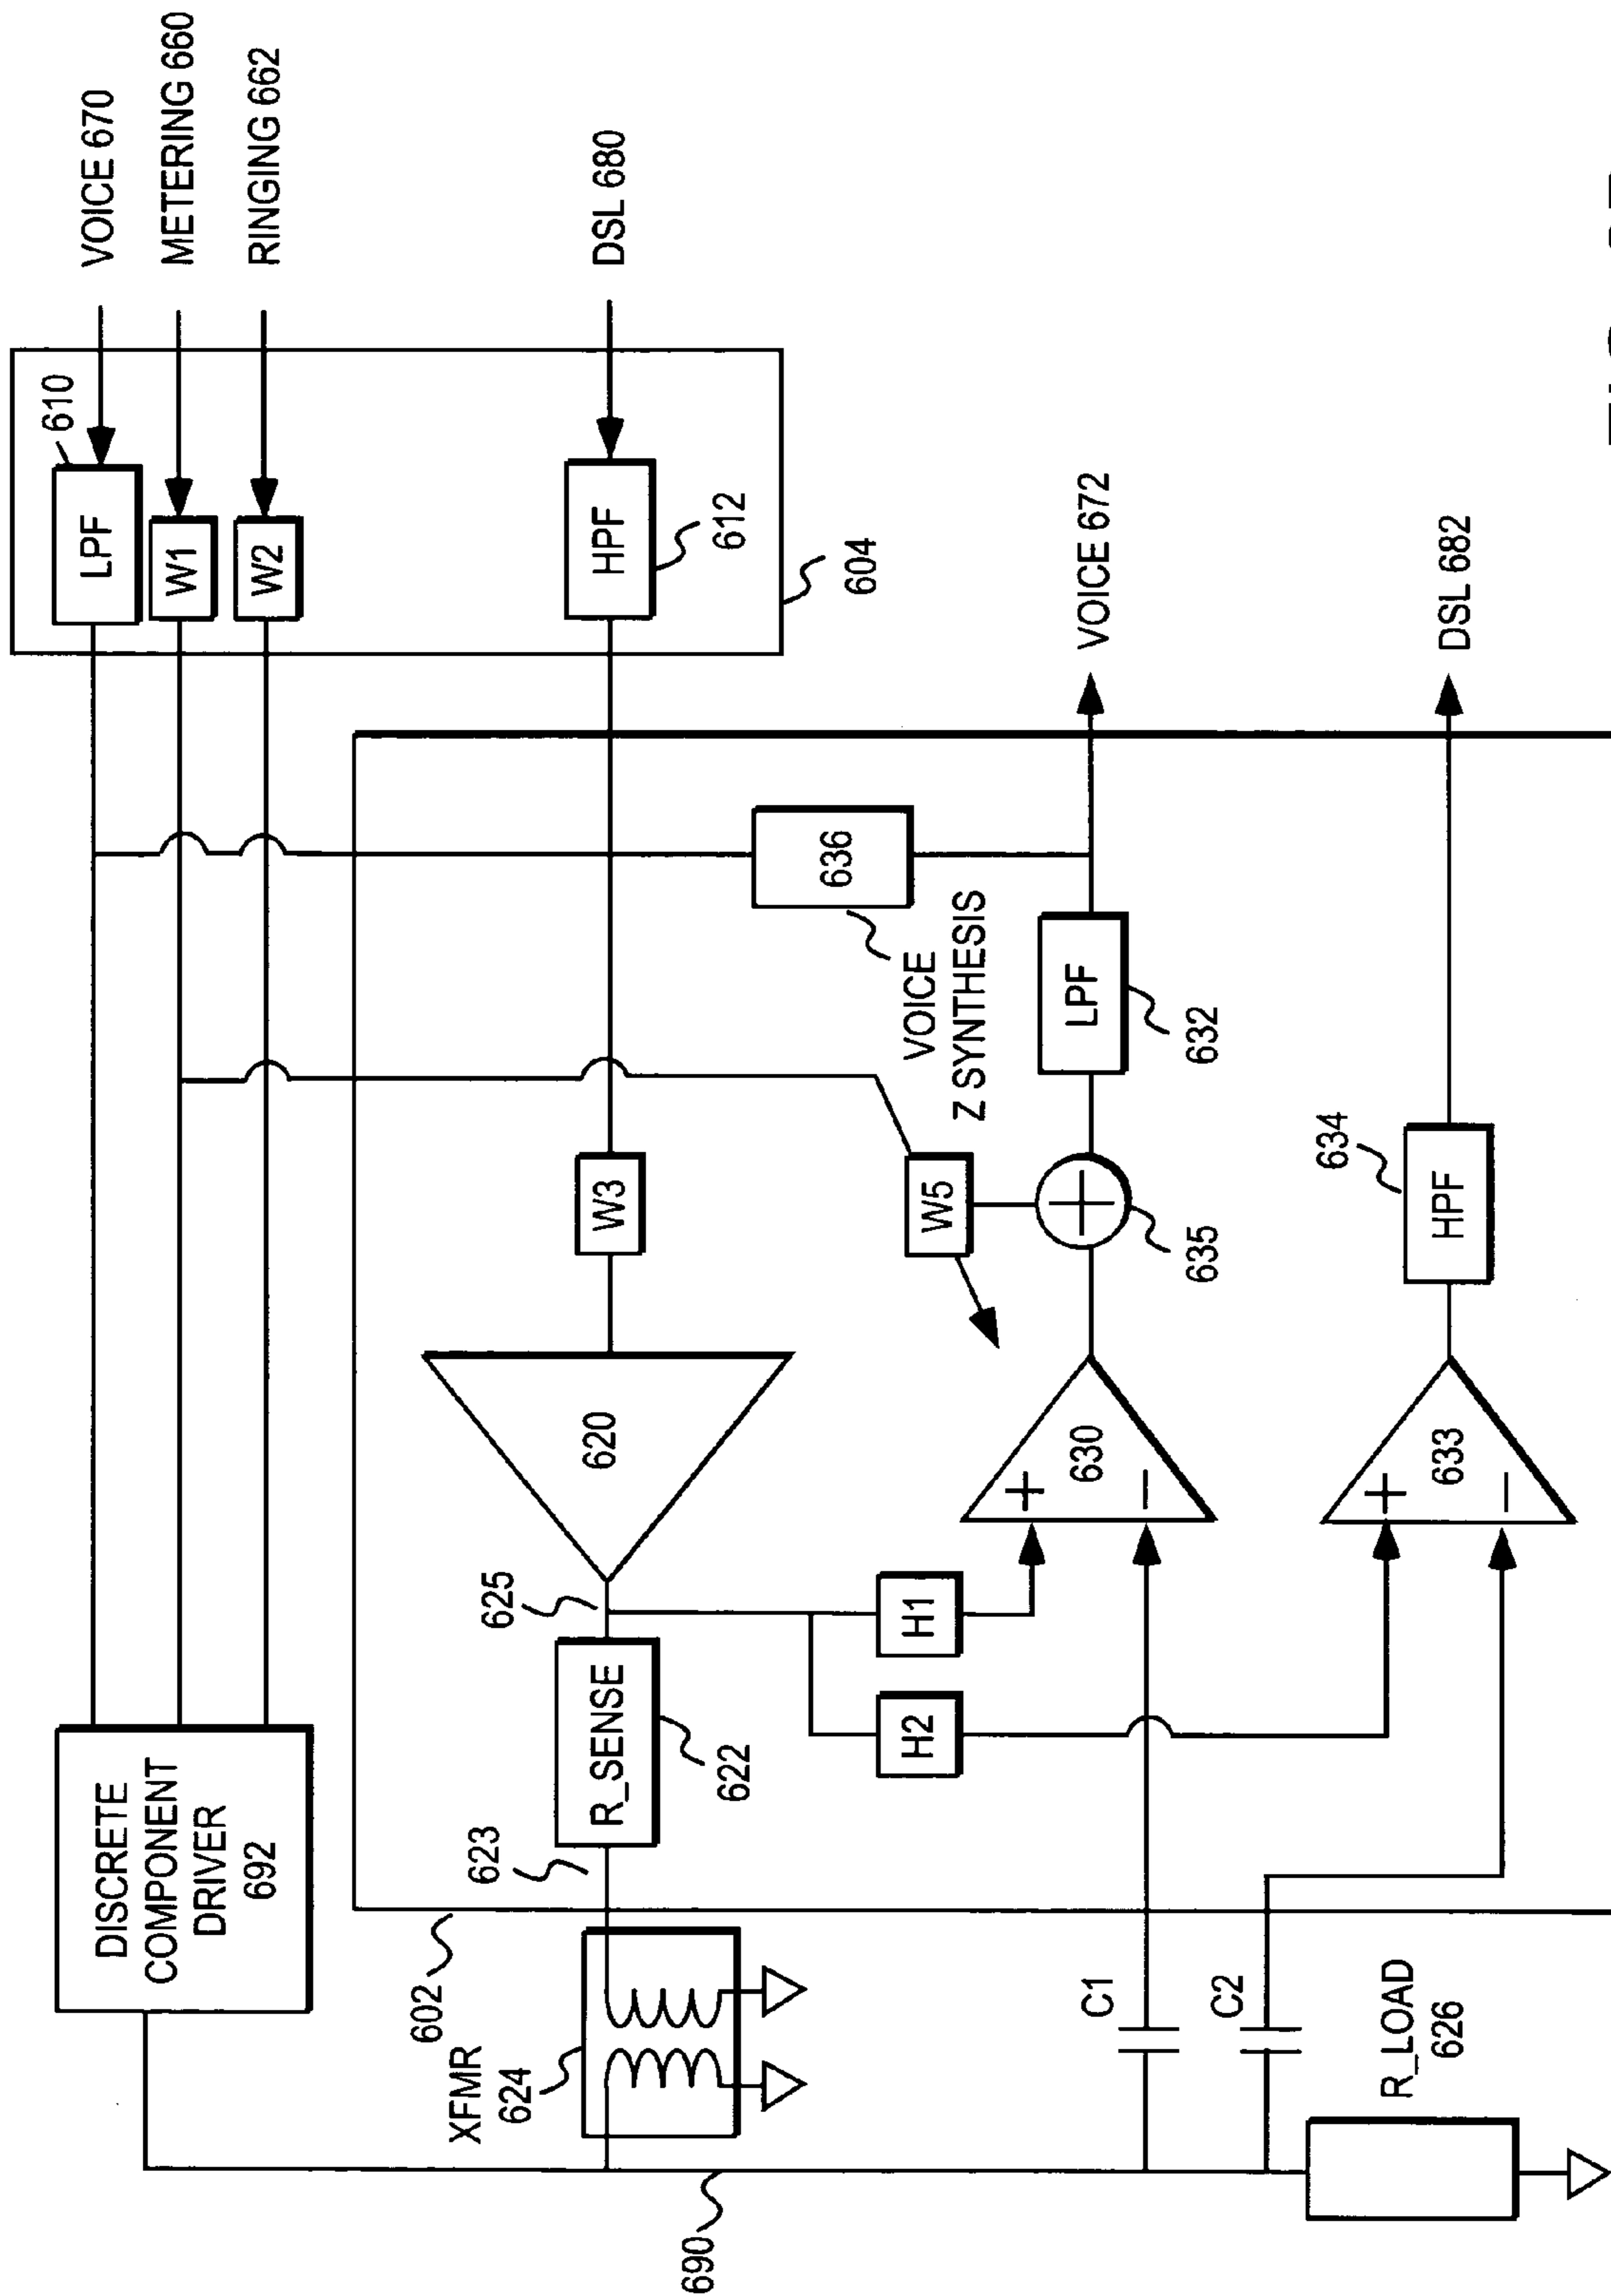 VOICE 670
METERING 660
RINGING 662
DSL 680
610
LPF
W1
W2
HPF
612
604
DISCRETE
COMPONENT
DRIVER
692
636
VOICE
Z SYNTHESIS
VOICE 672
LPF
632
W3
W5
635
DSL 682
634
HPF
620
630
+
−
633
+
−
625
R_SENSE
622
623
H1
H2
602
XFMR
624
C1
C2
R_LOAD
626
690